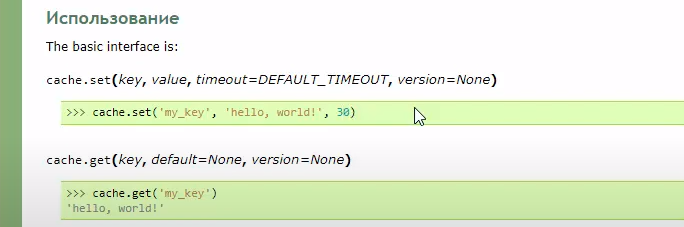 Использование
The basic interface is:
cache.set(key, value, timeout=DEFAULT_TIMEOUT, version=None)
>>> cache.set('my_key', 'hello, world!', 30)
cache.get(key, default=None, version=None)
>>> cache.get('my_key')
'hello, world!'